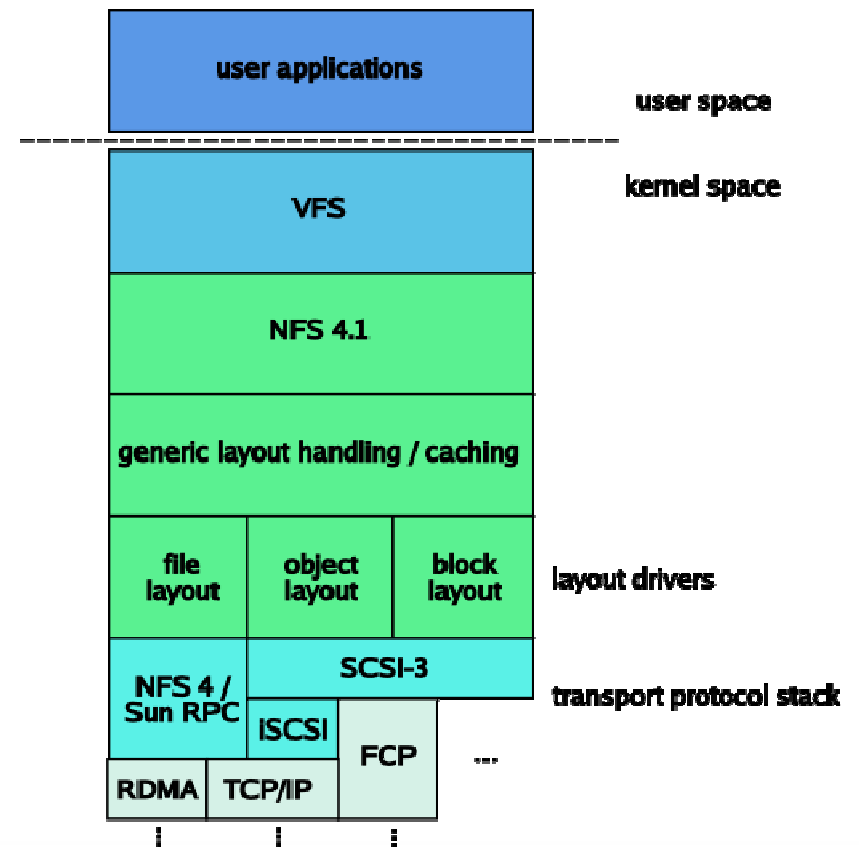 user applications
user space
kernel space
VFS
NFS 4.1
generic layout handling / caching
file
layout
object
layout
block
layout
layout drivers
SCSI-3
NFS 4 /
Sun RPC
transport protocol stack
ISCSI
FCP
...
RDMA
TCP/IP